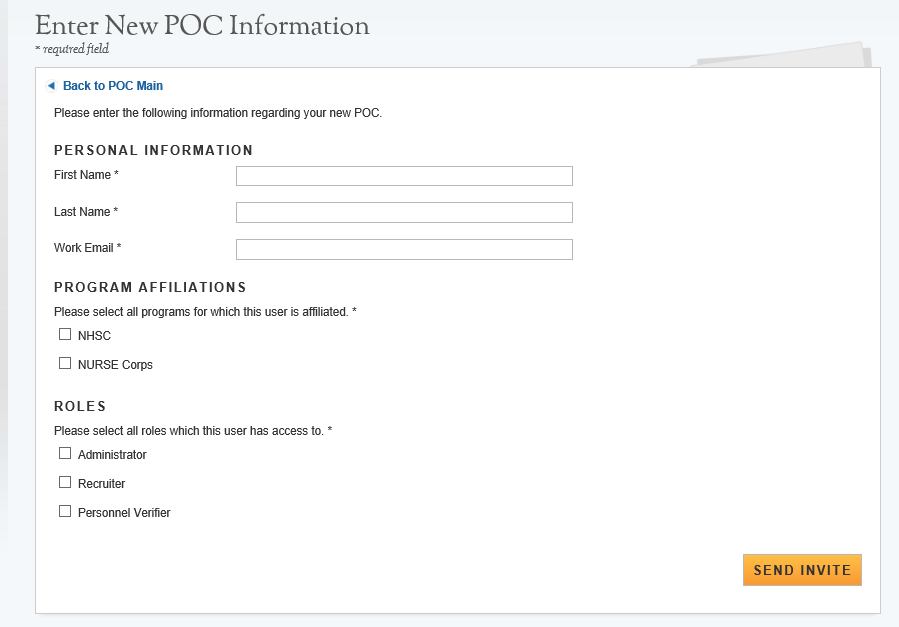 Enter New POC Information
* required field
Back to POC Main
Please enter the following information regarding your new POC.
PERSONAL INFORMATION
First Name *
Last Name *
Work Email *
PROGRAM AFFILIATIONS
Please select all programs for which this user is affiliated. *
NHSC
NURSE Corps
ROLES
Please select all roles which this user has access to. *
Administrator
Recruiter
Personnel Verifier
SEND INVITE